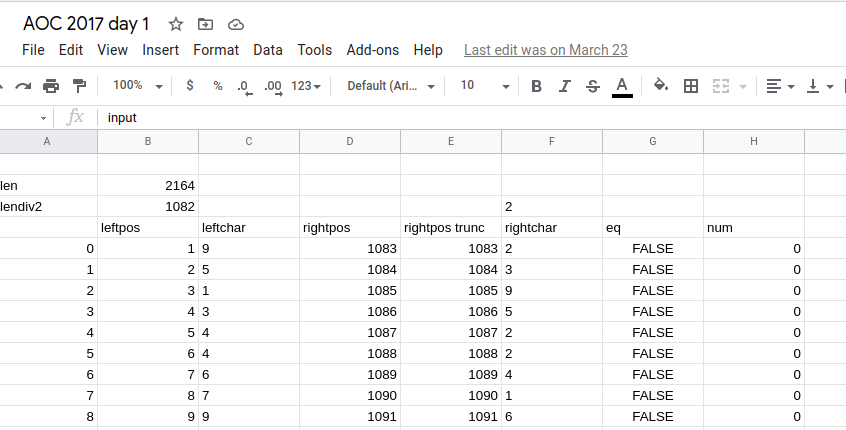 AOC 2017 day 1
File Edit View Insert Format Data Tools Add-ons Help Last edit was on March 23
100% $ % .0 .00 123 Default (Ari... 10 B I S A
fx input
A B C D E F G H
len 2164
lendiv2 1082 2
leftpos leftchar rightpos rightpos trunc rightchar eq num
0 1 9 1083 1083 2 FALSE 0
1 2 5 1084 1084 3 FALSE 0
2 3 1 1085 1085 9 FALSE 0
3 4 3 1086 1086 5 FALSE 0
4 5 4 1087 1087 2 FALSE 0
5 6 4 1088 1088 2 FALSE 0
6 7 6 1089 1089 4 FALSE 0
7 8 7 1090 1090 1 FALSE 0
8 9 9 1091 1091 6 FALSE 0